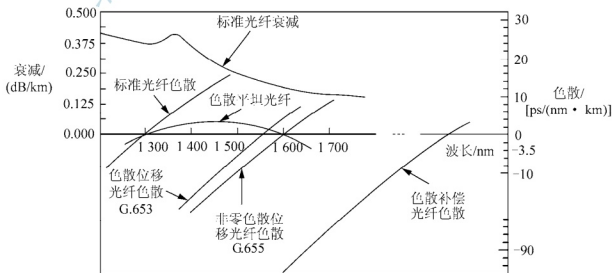 0.500
0.375
0.250
0.125
0.000
衰减/
(dB/km)
标准光纤衰减
标准光纤色散
色散平坦光纤
30
20
10
0
-3.5
-10
-90
色散/
[ps/(nm·km)]
1 300
1 400
1 500
1 600
1 700
波长/nm
色散位移
光纤色散
G.653
非零色散位
移光纤色散
G.655
色散补偿
光纤色散